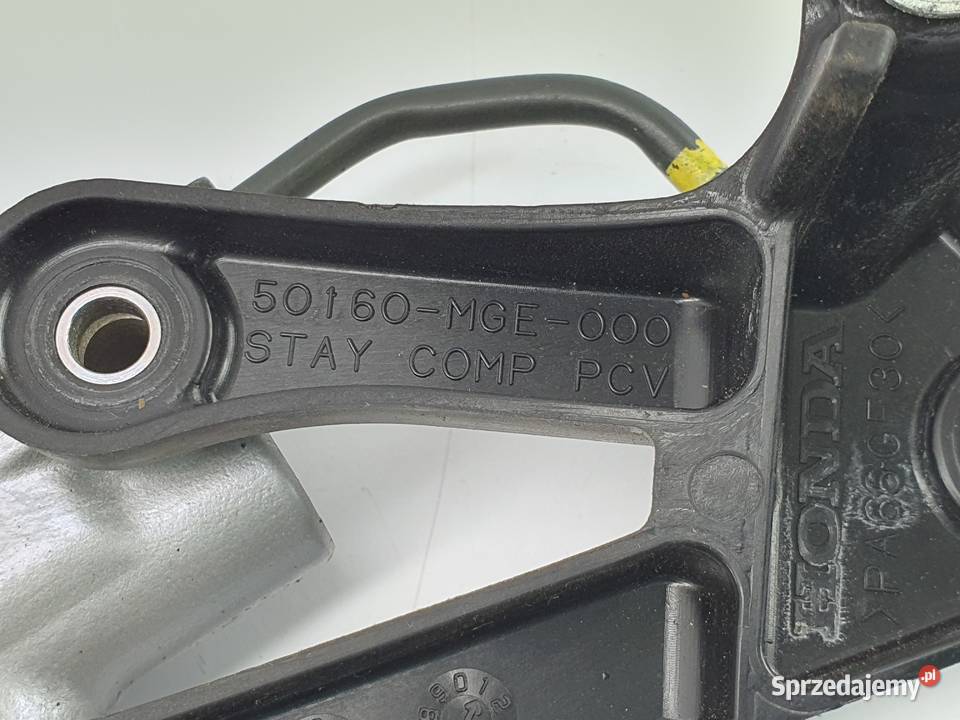 50160-MGE-000
STAY COMP PCV
HONDA
>PA66GF30<
Sprzedajemy.pl